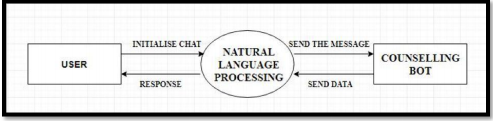 INITIALISE CHAT
SEND THE MESSAGE
USER
NATURAL
LANGUAGE
PROCESSING
COUNSELLING
BOT
RESPONSE
SEND DATA